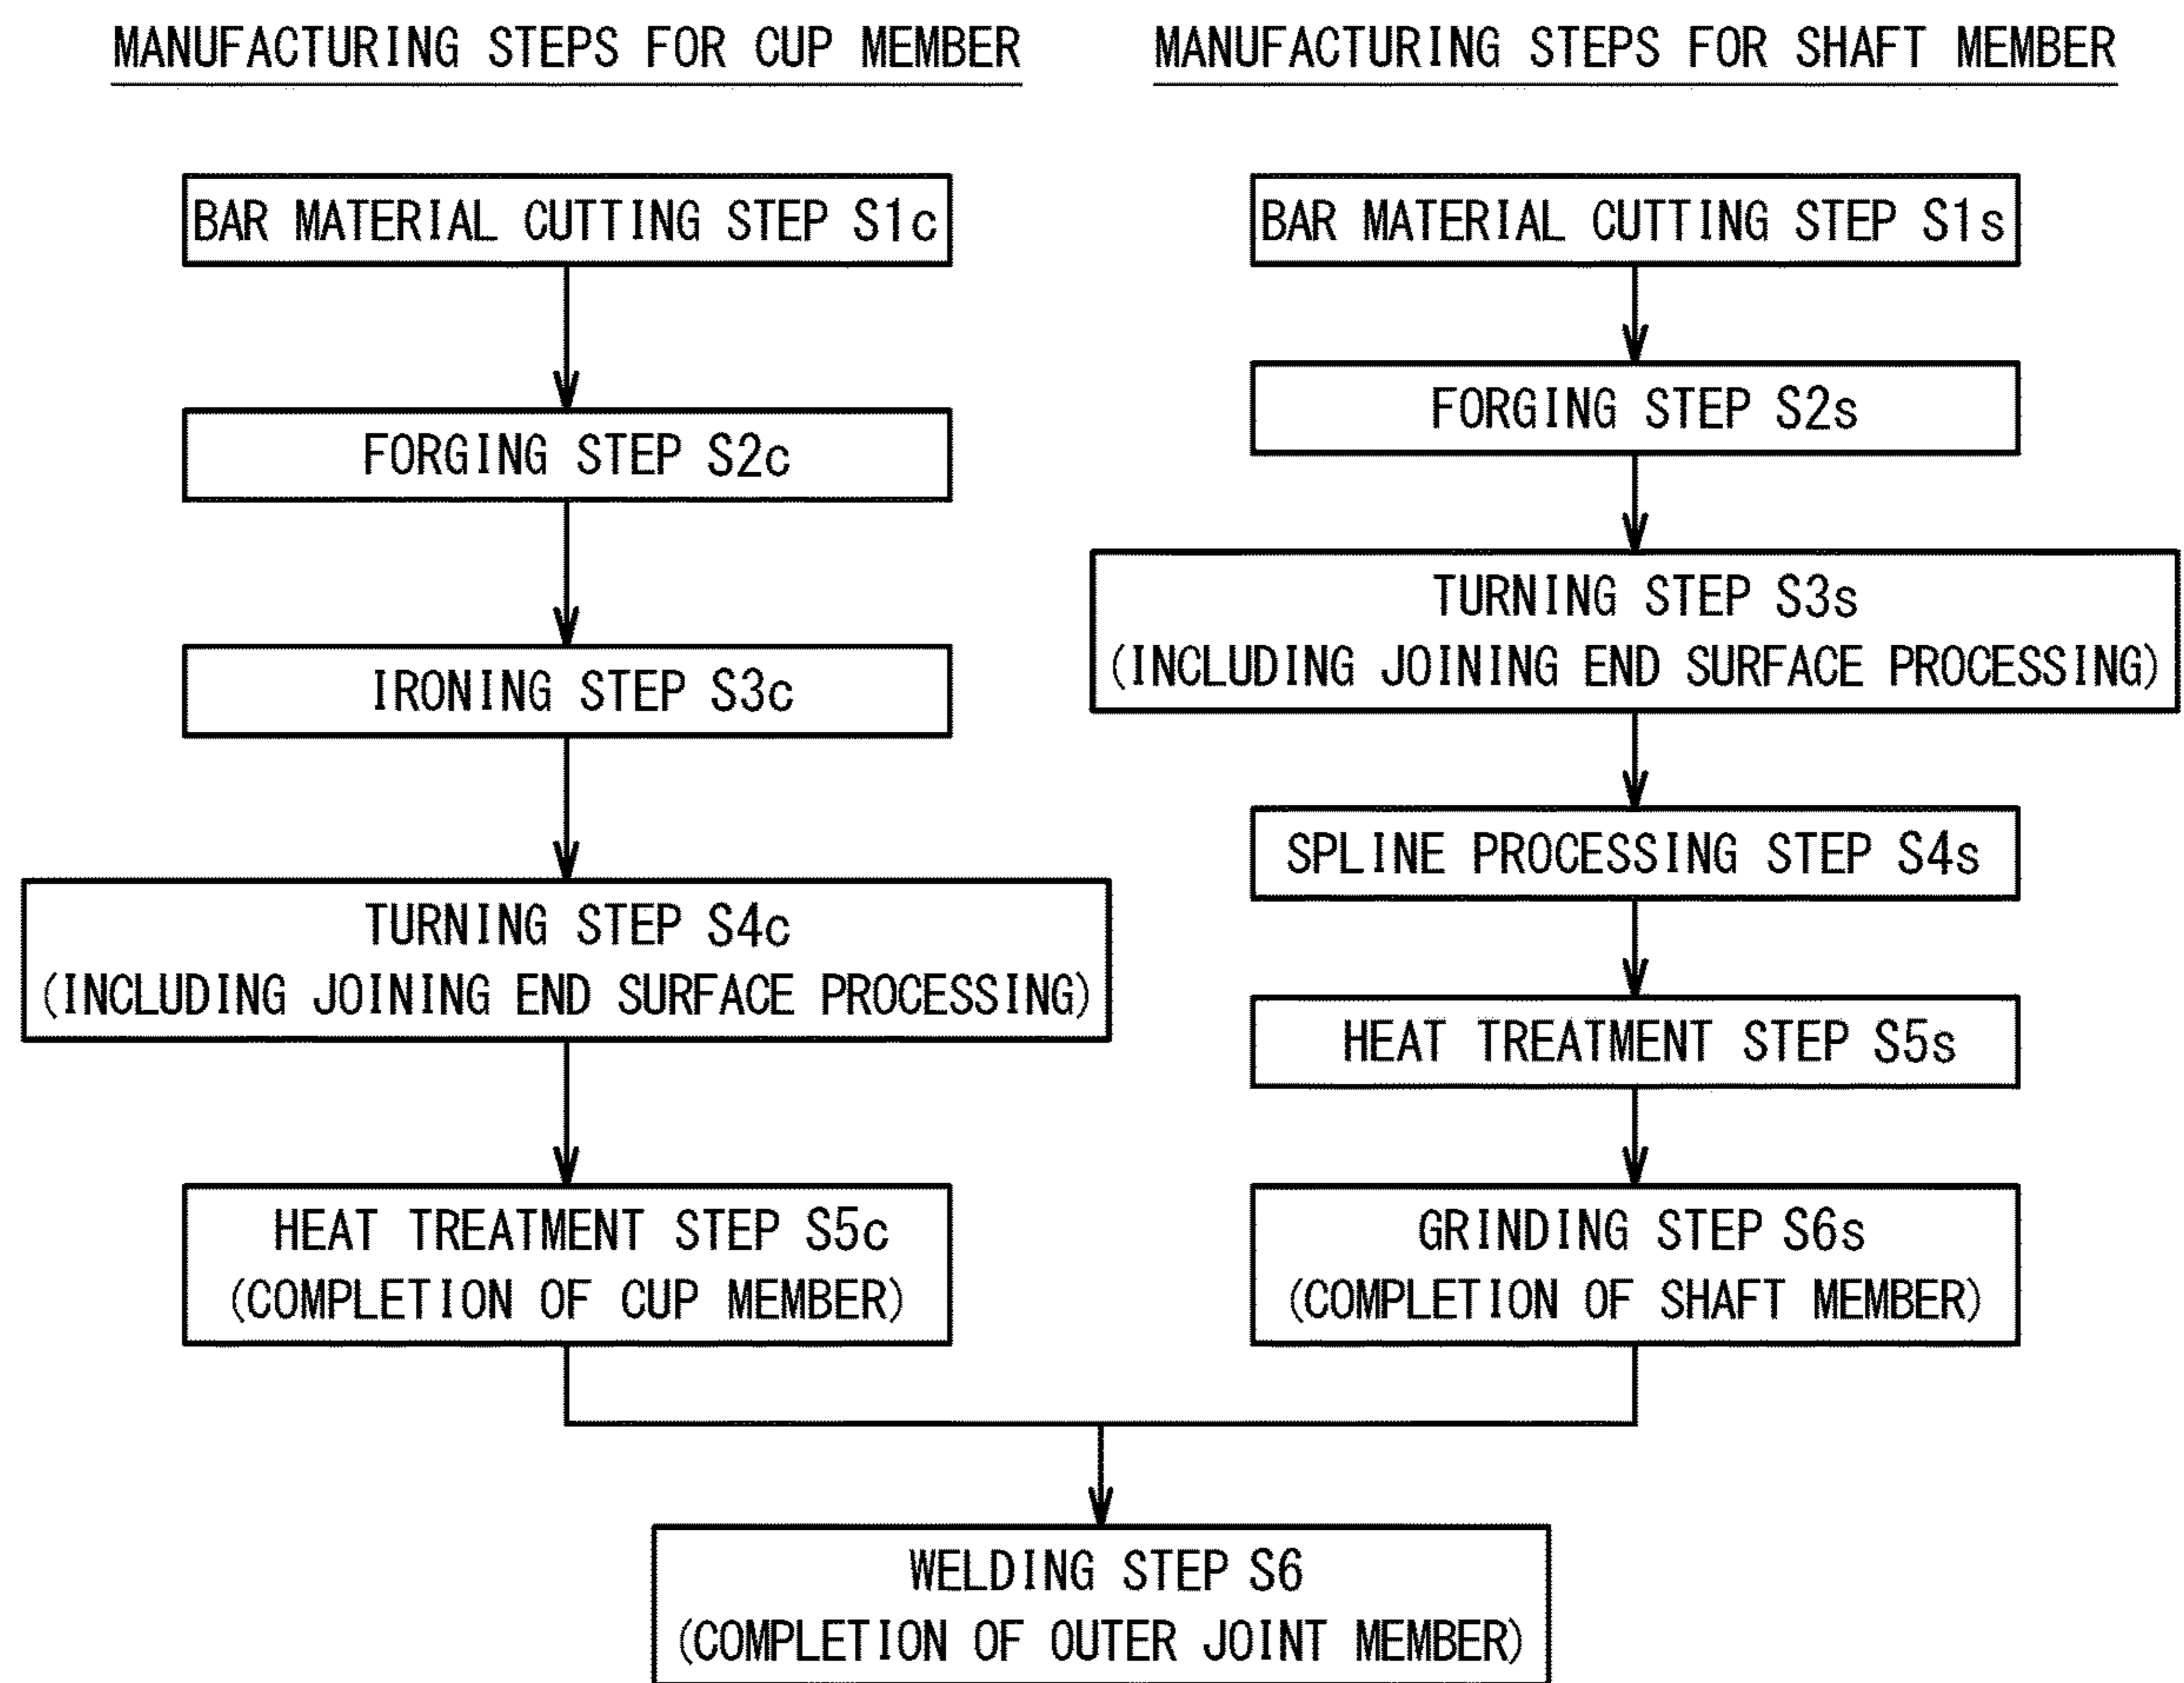 MANUFACTURING STEPS FOR CUP MEMBER
BAR MATERIAL CUTTING STEP S1c
FORGING STEP S2c
IRONING STEP S3c
TURNING STEP S4c
(INCLUDING JOINING END SURFACE PROCESSING)
HEAT TREATMENT STEP S5c
(COMPLETION OF CUP MEMBER)
MANUFACTURING STEPS FOR SHAFT MEMBER
BAR MATERIAL CUTTING STEP S1s
FORGING STEP S2s
TURNING STEP S3s
(INCLUDING JOINING END SURFACE PROCESSING)
SPLINE PROCESSING STEP S4s
HEAT TREATMENT STEP S5s
GRINDING STEP S6s
(COMPLETION OF SHAFT MEMBER)
WELDING STEP S6
(COMPLETION OF OUTER JOINT MEMBER)